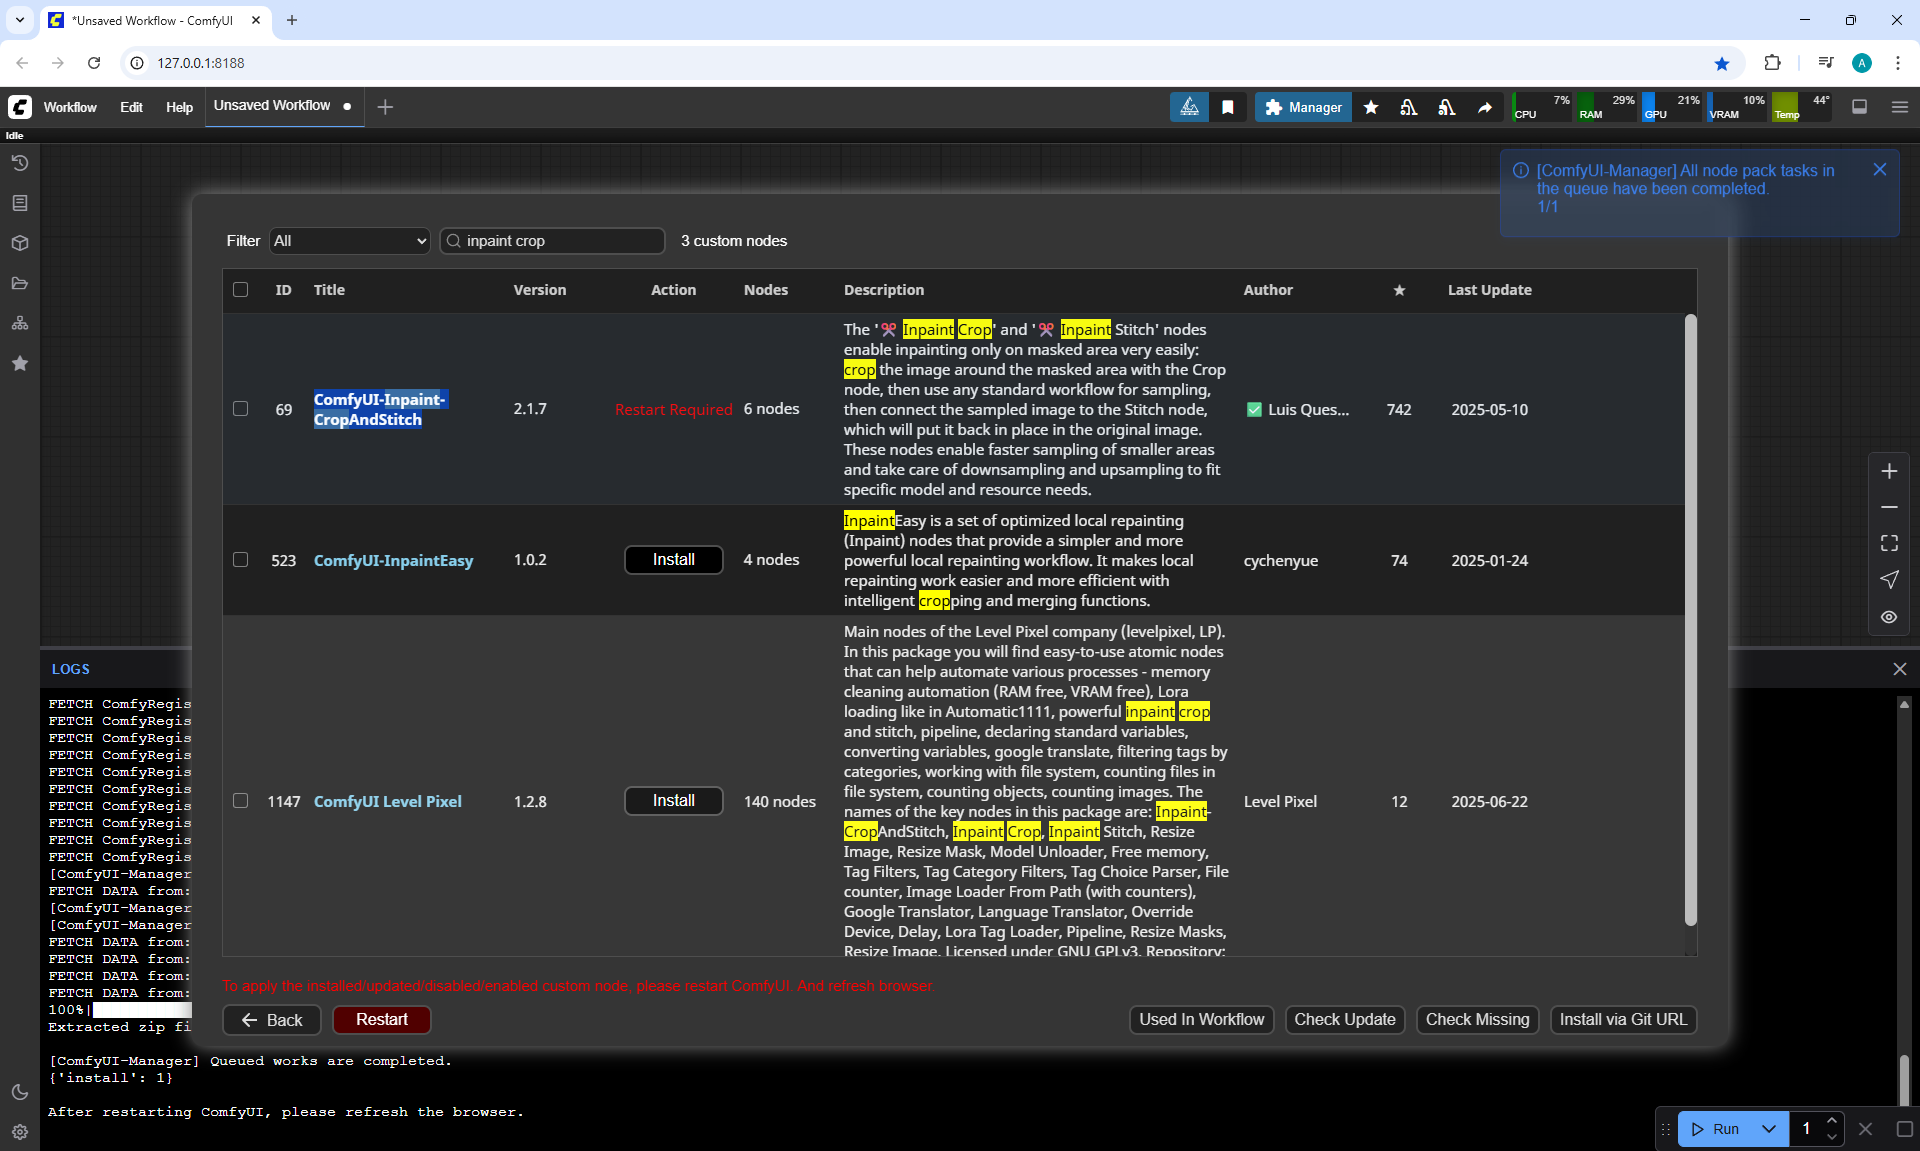 *Unsaved Workflow - ComfyUI
127.0.0.1:8188
Workflow Edit Help Unsaved Workflow
Manager
CPU 7% RAM 29% GPU 21% VRAM 10% Temp 44°
Idle
[ComfyUI-Manager] All node pack tasks in
the queue have been completed.
1/1
Filter All inpaint crop 3 custom nodes
ID Title Version Action Nodes Description Author ★ Last Update
69
ComfyUI-Inpaint-
CropAndStitch
2.1.7
Restart Required
6 nodes
The '✂ Inpaint Crop' and '✂ Inpaint Stitch' nodes
enable inpainting only on masked area very easily:
crop the image around the masked area with the Crop
node, then use any standard workflow for sampling,
then connect the sampled image to the Stitch node,
which will put it back in place in the original image.
These nodes enable faster sampling of smaller areas
and take care of downsampling and upsampling to fit
specific model and resource needs.
✅ Luis Ques...
742
2025-05-10
523
ComfyUI-InpaintEasy
1.0.2
Install
4 nodes
InpaintEasy is a set of optimized local repainting
(Inpaint) nodes that provide a simpler and more
powerful local repainting workflow. It makes local
repainting work easier and more efficient with
intelligent cropping and merging functions.
cychenyue
74
2025-01-24
1147
ComfyUI Level Pixel
1.2.8
Install
140 nodes
Main nodes of the Level Pixel company (levelpixel, LP).
In this package you will find easy-to-use atomic nodes
that can help automate various processes - memory
cleaning automation (RAM free, VRAM free), Lora
loading like in Automatic1111, powerful inpaint crop
and stitch, pipeline, declaring standard variables,
converting variables, google translate, filtering tags by
categories, working with file system, counting files in
file system, counting objects, counting images. The
names of the key nodes in this package are: Inpaint-
CropAndStitch, Inpaint Crop, Inpaint Stitch, Resize
Image, Resize Mask, Model Unloader, Free memory,
Tag Filters, Tag Category Filters, Tag Choice Parser, File
counter, Image Loader From Path (with counters),
Google Translator, Language Translator, Override
Device, Delay, Lora Tag Loader, Pipeline, Resize Masks,
Resize Image. Licensed under GNU GPLv3. Repository:
Level Pixel
12
2025-06-22
To apply the installed/updated/disabled/enabled custom node, please restart ComfyUI. And refresh browser.
Back Restart Used In Workflow Check Update Check Missing Install via Git URL
LOGS
FETCH ComfyRegis
FETCH ComfyRegis
FETCH ComfyRegis
FETCH ComfyRegis
FETCH ComfyRegis
FETCH ComfyRegis
FETCH ComfyRegis
FETCH ComfyRegis
FETCH ComfyRegis
FETCH ComfyRegis
[ComfyUI-Manager
FETCH DATA from:
[ComfyUI-Manager
[ComfyUI-Manager
FETCH DATA from:
FETCH DATA from:
FETCH DATA from:
FETCH DATA from:
100%|
Extracted zip fi
[ComfyUI-Manager] Queued works are completed.
{'install': 1}
After restarting ComfyUI, please refresh the browser.
Run 1
A